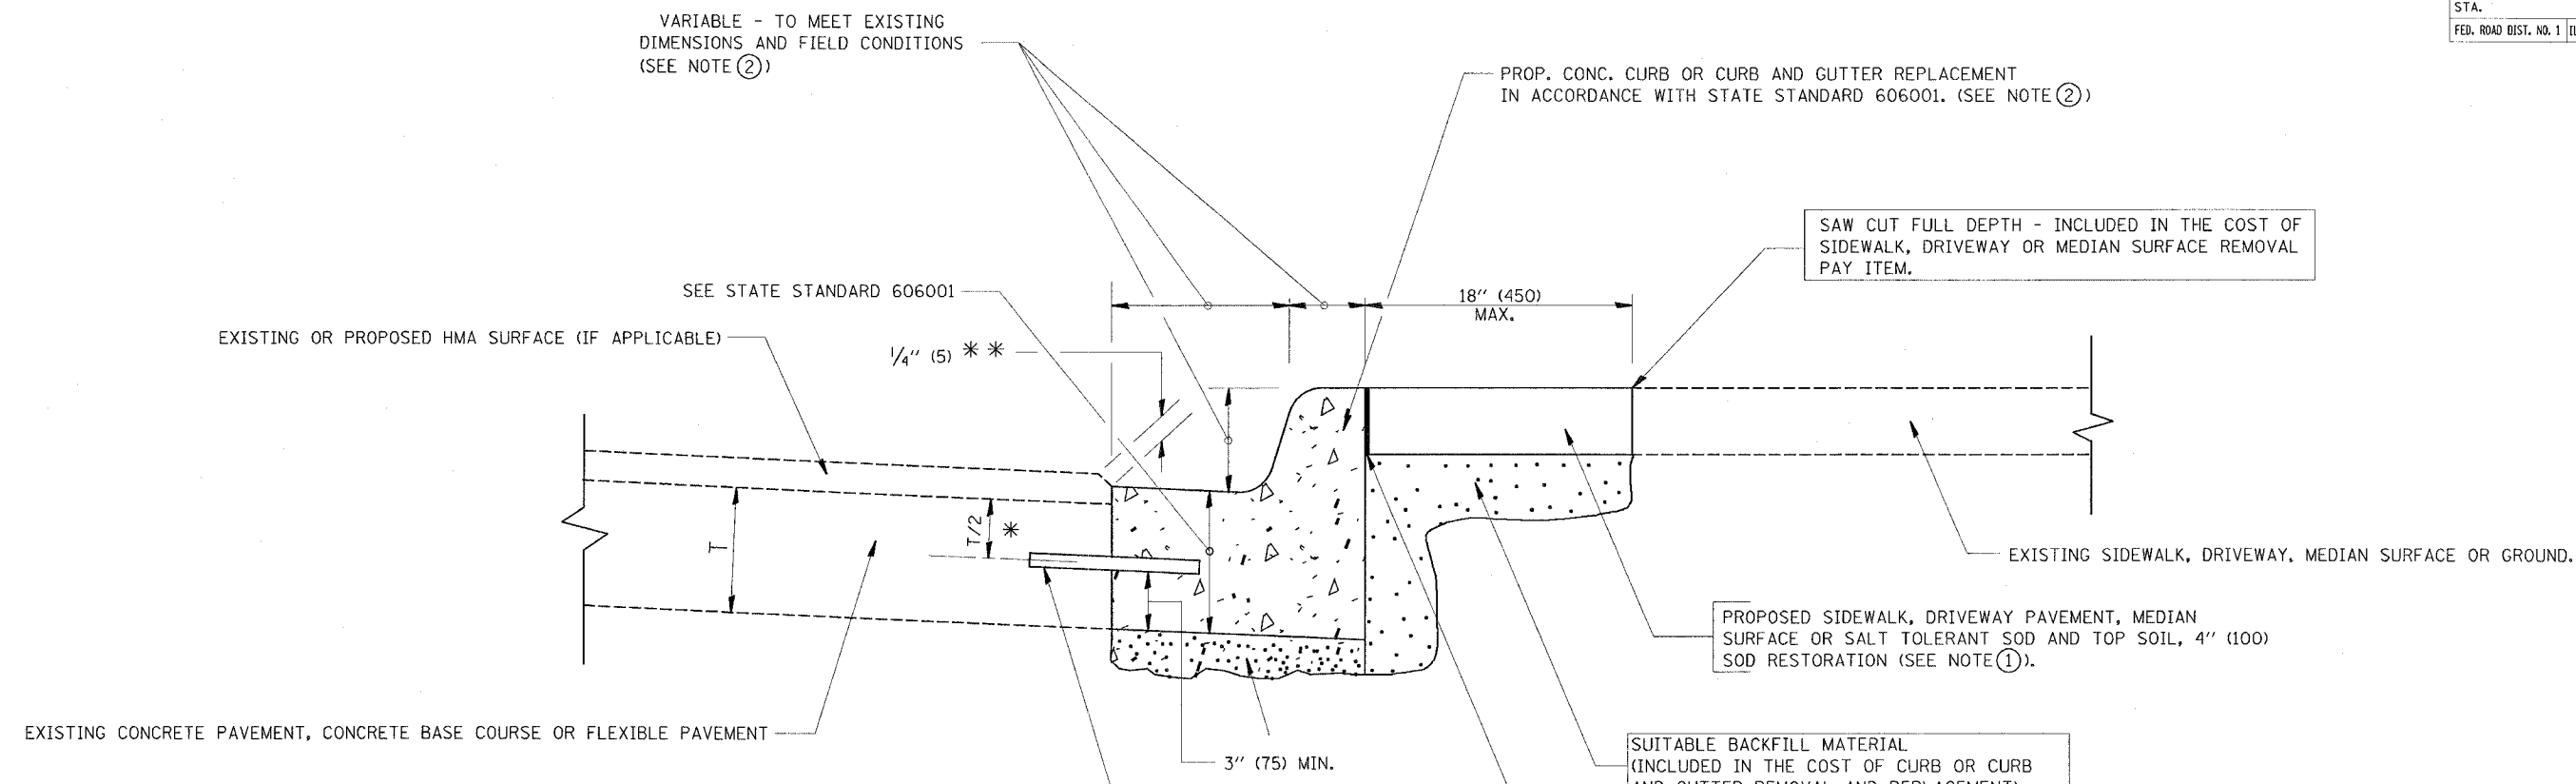 STA.
FED. ROAD DIST. NO. 1
VARIABLE - TO MEET EXISTING
DIMENSIONS AND FIELD CONDITIONS
(SEE NOTE ②)
PROP. CONC. CURB OR CURB AND GUTTER REPLACEMENT
IN ACCORDANCE WITH STATE STANDARD 606001. (SEE NOTE ②)
SAW CUT FULL DEPTH - INCLUDED IN THE COST OF
SIDEWALK, DRIVEWAY OR MEDIAN SURFACE REMOVAL
PAY ITEM.
SEE STATE STANDARD 606001
18" (450)
MAX.
EXISTING OR PROPOSED HMA SURFACE (IF APPLICABLE)
1/4" (5) * *
T
T/2 *
EXISTING SIDEWALK, DRIVEWAY, MEDIAN SURFACE OR GROUND.
PROPOSED SIDEWALK, DRIVEWAY PAVEMENT, MEDIAN
SURFACE OR SALT TOLERANT SOD AND TOP SOIL, 4" (100)
SOD RESTORATION (SEE NOTE ①).
EXISTING CONCRETE PAVEMENT, CONCRETE BASE COURSE OR FLEXIBLE PAVEMENT
3" (75) MIN.
SUITABLE BACKFILL MATERIAL
(INCLUDED IN THE COST OF CURB OR CURB
AND GUTTER REMOVAL AND REPLACEMENT)